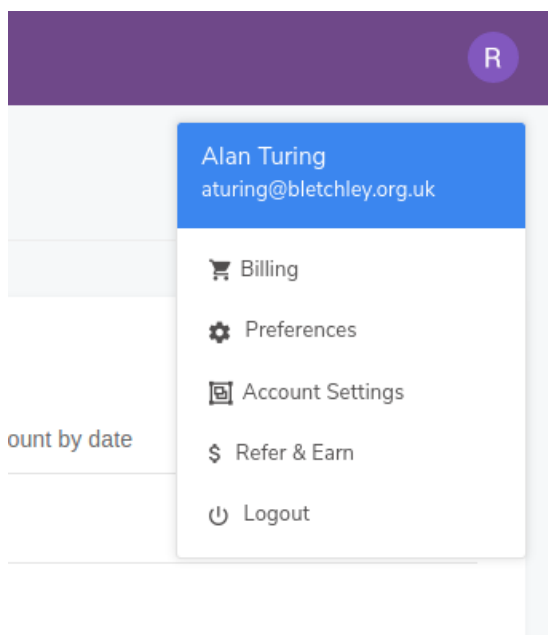 R
Alan Turing
aturing@bletchley.org.uk
Billing
Preferences
Account Settings
ount by date
$ Refer & Earn
Logout